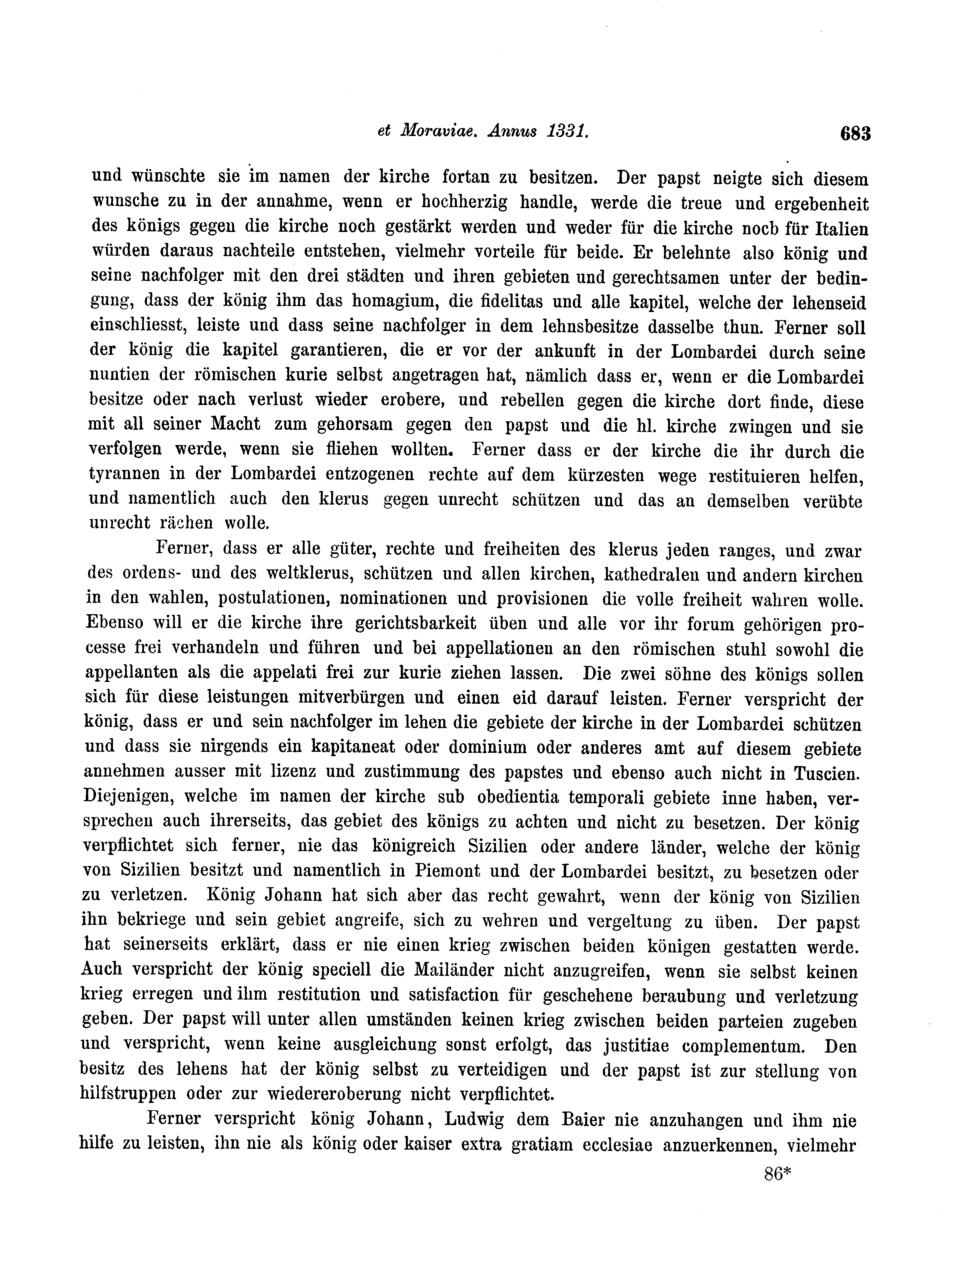 et Moraviae. Annus 1331. 683
und wünschte sie im namen der kirche fortan zu besitzen. Der papst neigte sich diesem
wunsche zu in der annahme, wenn er hochherzig handle, werde die treue und ergebenheit
des königs gegen die kirche noch gestärkt werden und weder für die kirche noch für Italien
würden daraus nachteile entstehen, vielmehr vorteile für beide. Er belehnte also könig und
seine nachfolger mit den drei städten und ihren gebieten und gerechtsamen unter der bedin-
gung, dass der könig ihm das homagium, die fidelitas und alle kapitel, welche der lehenseid
einschliesst, leiste und dass seine nachfolger in dem lehnsbesitze dasselbe thun. Ferner soll
der könig die kapitel garantieren, die er vor der ankunft in der Lombardei durch seine
nuntien der römischen kurie selbst angetragen hat, nämlich dass er, wenn er die Lombardei
besitze oder nach verlust wieder erobere, und rebellen gegen die kirche dort finde, diese
mit all seiner Macht zum gehorsam gegen den papst und die hl. kirche zwingen und sie
verfolgen werde, wenn sie fliehen wollten. Ferner dass er der kirche die ihr durch die
tyrannen in der Lombardei entzogenen rechte auf dem kürzesten wege restituieren helfen,
und namentlich auch den klerus gegen unrecht schützen und das an demselben verübte
unrecht rächen wolle.
Ferner, dass er alle güter, rechte und freiheiten des klerus jeden ranges, und zwar
des ordens- und des weltklerus, schützen und allen kirchen, kathedralen und andern kirchen
in den wahlen, postulationen, nominationen und provisionen die volle freiheit wahren wolle.
Ebenso will er die kirche ihre gerichtsbarkeit üben und alle vor ihr forum gehörigen pro-
cesse frei verhandeln und führen und bei appellationen an den römischen stuhl sowohl die
appellanten als die appelati frei zur kurie ziehen lassen. Die zwei söhne des königs sollen
sich für diese leistungen mitverbürgen und einen eid darauf leisten. Ferner verspricht der
könig, dass er und sein nachfolger im lehen die gebiete der kirche in der Lombardei schützen
und dass sie nirgends ein kapitaneat oder dominium oder anderes amt auf diesem gebiete
annehmen ausser mit lizenz und zustimmung des papstes und ebenso auch nicht in Tuscien.
Diejenigen, welche im namen der kirche sub obedientia temporali gebiete inne haben, ver-
sprechen auch ihrerseits, das gebiet des königs zu achten und nicht zu besetzen. Der könig
verpflichtet sich ferner, nie das königreich Sizilien oder andere länder, welche der könig
von Sizilien besitzt und namentlich in Piemont und der Lombardei besitzt, zu besetzen oder
zu verletzen. König Johann hat sich aber das recht gewahrt, wenn der könig von Sizilien
ihn bekriege und sein gebiet angreife, sich zu wehren und vergeltung zu üben. Der papst
hat seinerseits erklärt, dass er nie einen krieg zwischen beiden königen gestatten werde.
Auch verspricht der könig speciell die Mailänder nicht anzugreifen, wenn sie selbst keinen
krieg erregen und ihm restitution und satisfaction für geschehene beraubung und verletzung
geben. Der papst will unter allen umständen keinen krieg zwischen beiden parteien zugeben
und verspricht, wenn keine ausgleichung sonst erfolgt, das justitiae complementum. Den
besitz des lehens hat der könig selbst zu verteidigen und der papst ist zur stellung von
hilfstruppen oder zur wiedereroberung nicht verpflichtet.
Ferner verspricht könig Johann, Ludwig dem Baier nie anzuhangen und ihm nie
hilfe zu leisten, ihn nie als könig oder kaiser extra gratiam ecclesiae anzuerkennen, vielmehr
86*